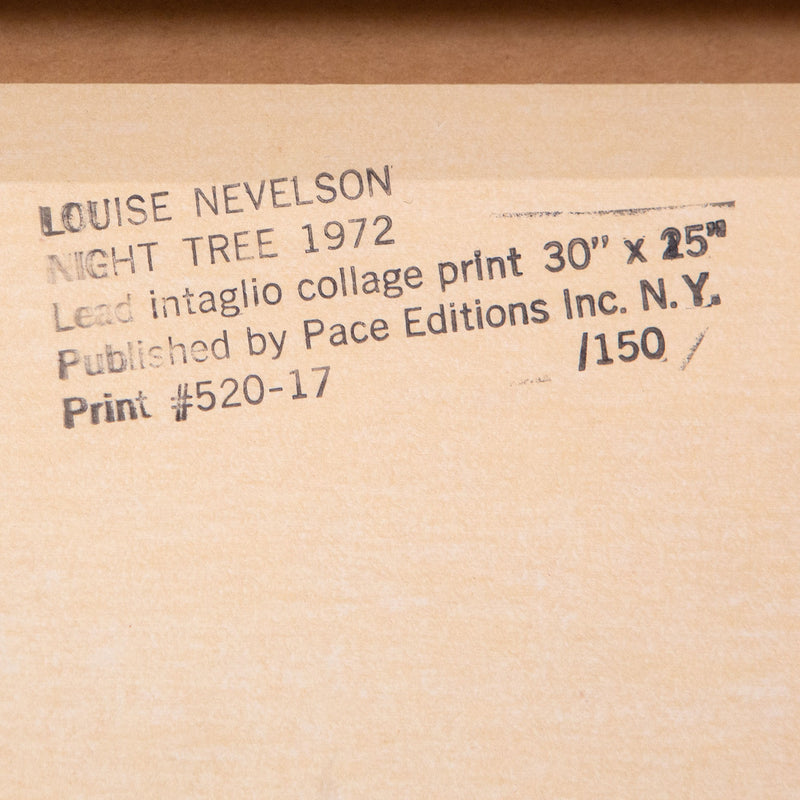 LOUISE NEVELSON
NIGHT TREE 1972
Lead intaglio collage print 30" x 25"
Published by Pace Editions Inc. N.Y.
Print #520-17 /150